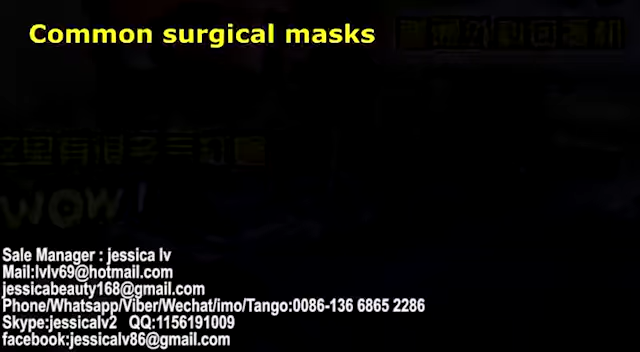 Common surgical masks
WOW!
Sale Manager : jessica lv
Mail:lvlv69@hotmail.com
jessicabeauty168@gmail.com
Phone/Whatsapp/Viber/Wechat/imo/Tango:0086-136 6865 2286
Skype:jessicalv2 QQ:1156191009
facebook:jessicalv86@gmail.com